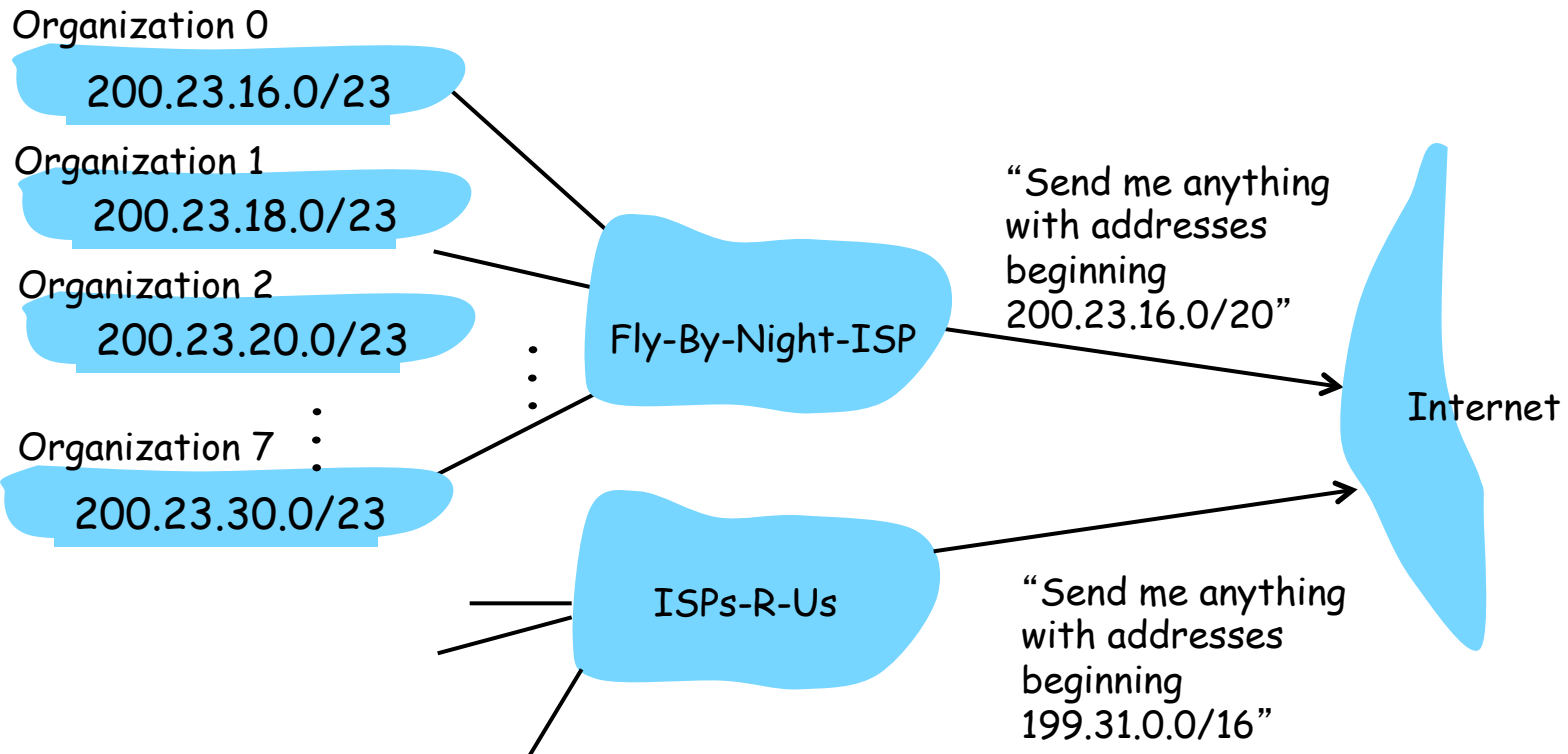 Organization 0
200.23.16.0/23
Organization 1
200.23.18.0/23
Organization 2
200.23.20.0/23
Organization 7
200.23.30.0/23
Fly-By-Night-ISP
“Send me anything
with addresses
beginning
200.23.16.0/20”
Internet
ISPs-R-Us
“Send me anything
with addresses
beginning
199.31.0.0/16”